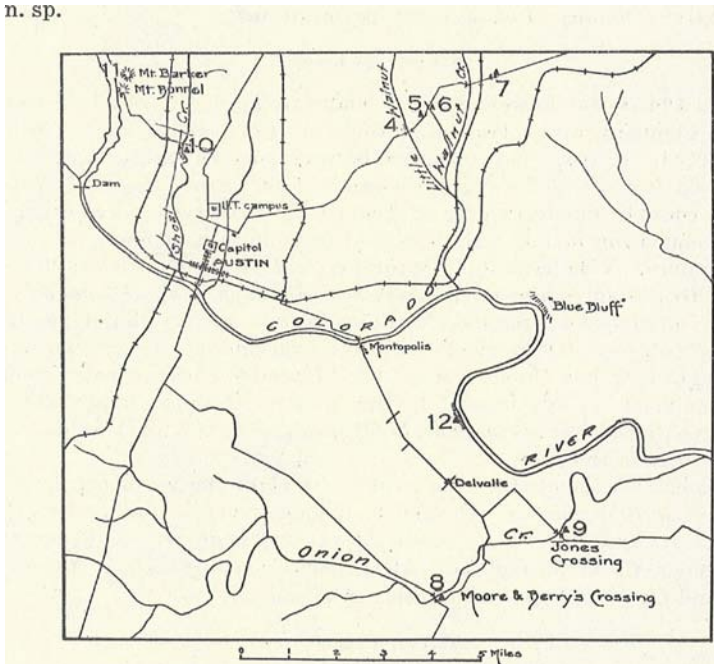 n. sp.
11
Mt. Barker
Mt. Bonnel
5
6
7
Little Walnut
Walnut Cr.
10
Shoal Cr.
Dam
U.T. campus
Capitol
AUSTIN
COLORADO
"Blue Bluff"
Montopolis
12
RIVER
Delvalle
Onion Cr.
9
Jones
Crossing
8
Moore & Berry's Crossing
0 1 2 3 4 5 Miles